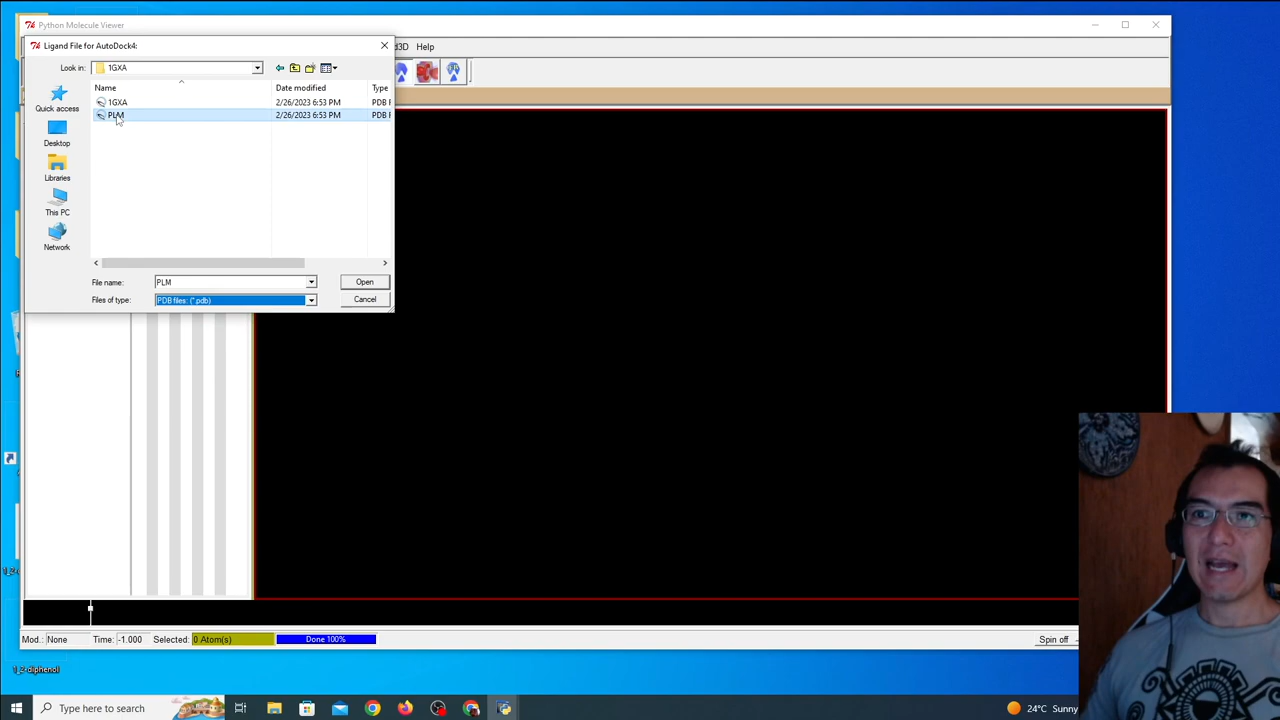 Python Molecule Viewer
Ligand File for AutoDock4:
d3D Help
Look in: 1GXA
Name Date modified Type
1GXA 2/26/2023 6:53 PM PDB F
PLM 2/26/2023 6:53 PM PDB F
Quick access
Desktop
Libraries
This PC
Network
File name: PLM Open
Files of type: PDB files: (*.pdb) Cancel
Mod.: None Time: -1.000 Selected: 0 Atom(s) Done 100% Spin off
1_2-diphenol
Type here to search
24°C Sunny